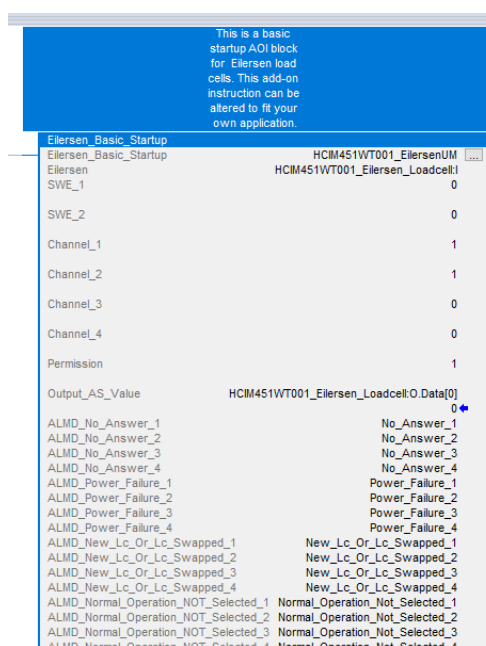 This is a basic
startup AOI block
for Eilersen load
cells. This add-on
instruction can be
altered to fit your
own application.
Eilersen_Basic_Startup
Eilersen_Basic_Startup HCIM451WT001_EilersenUM ...
Eilersen HCIM451WT001_Eilersen_Loadcell:I
SWE_1 0
SWE_2 0
Channel_1 1
Channel_2 1
Channel_3 0
Channel_4 0
Permission 1
Output_AS_Value HCIM451WT001_Eilersen_Loadcell:O.Data[0]
0
ALMD_No_Answer_1 No_Answer_1
ALMD_No_Answer_2 No_Answer_2
ALMD_No_Answer_3 No_Answer_3
ALMD_No_Answer_4 No_Answer_4
ALMD_Power_Failure_1 Power_Failure_1
ALMD_Power_Failure_2 Power_Failure_2
ALMD_Power_Failure_3 Power_Failure_3
ALMD_Power_Failure_4 Power_Failure_4
ALMD_New_Lc_Or_Lc_Swapped_1 New_Lc_Or_Lc_Swapped_1
ALMD_New_Lc_Or_Lc_Swapped_2 New_Lc_Or_Lc_Swapped_2
ALMD_New_Lc_Or_Lc_Swapped_3 New_Lc_Or_Lc_Swapped_3
ALMD_New_Lc_Or_Lc_Swapped_4 New_Lc_Or_Lc_Swapped_4
ALMD_Normal_Operation_NOT_Selected_1 Normal_Operation_Not_Selected_1
ALMD_Normal_Operation_NOT_Selected_2 Normal_Operation_Not_Selected_2
ALMD_Normal_Operation_NOT_Selected_3 Normal_Operation_Not_Selected_3
ALMD_Normal_Operation_NOT_Selected_4 Normal_Operation_Not_Selected_4